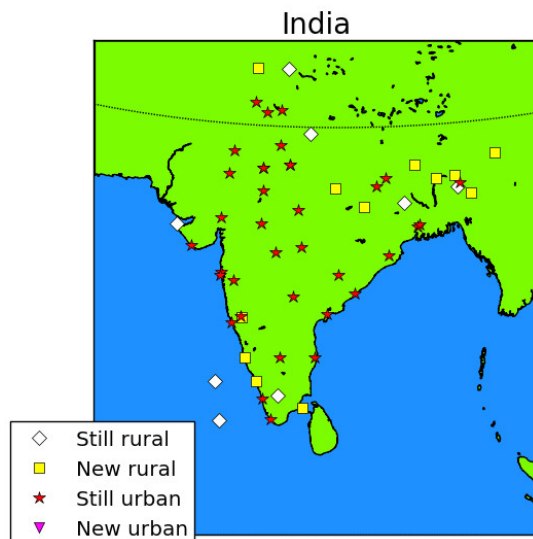 India
Still rural
New rural
Still urban
New urban